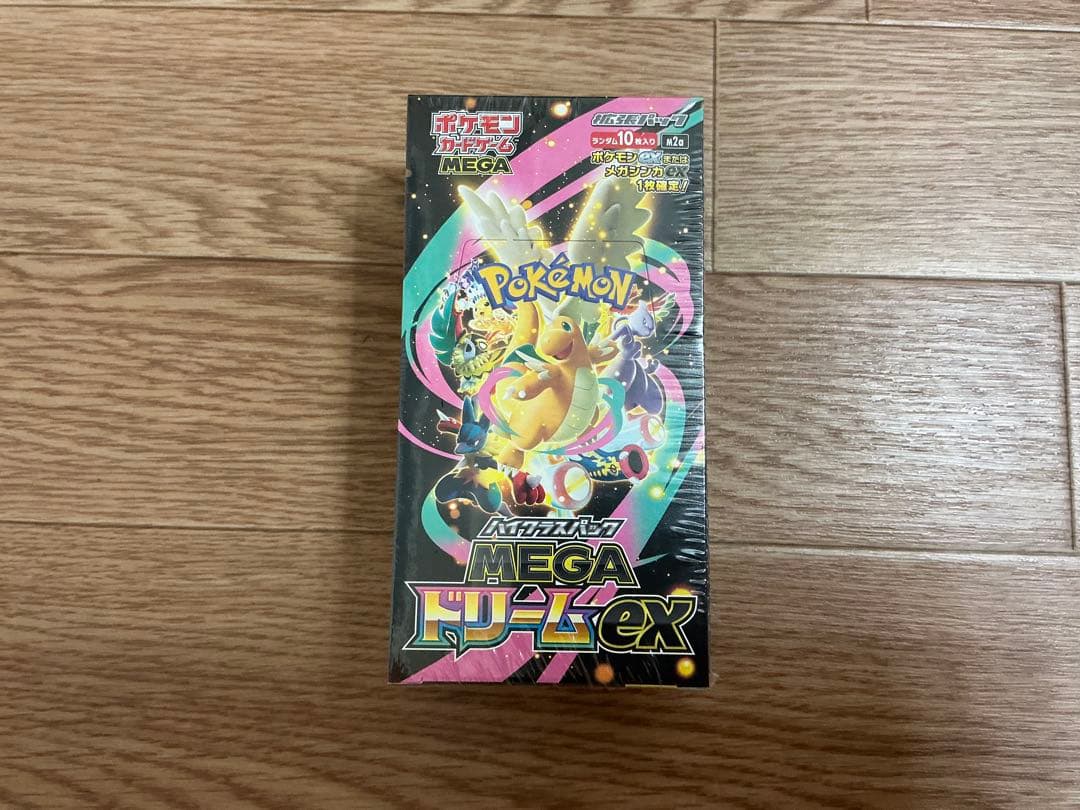 ポケモン
カードゲーム
MEGA
拡張パック
ランダム10枚入り M2a
ポケモンexまたは
メガシンカex
1枚確定!
POKéMON
ハイクラスパック
MEGA
ドリームex